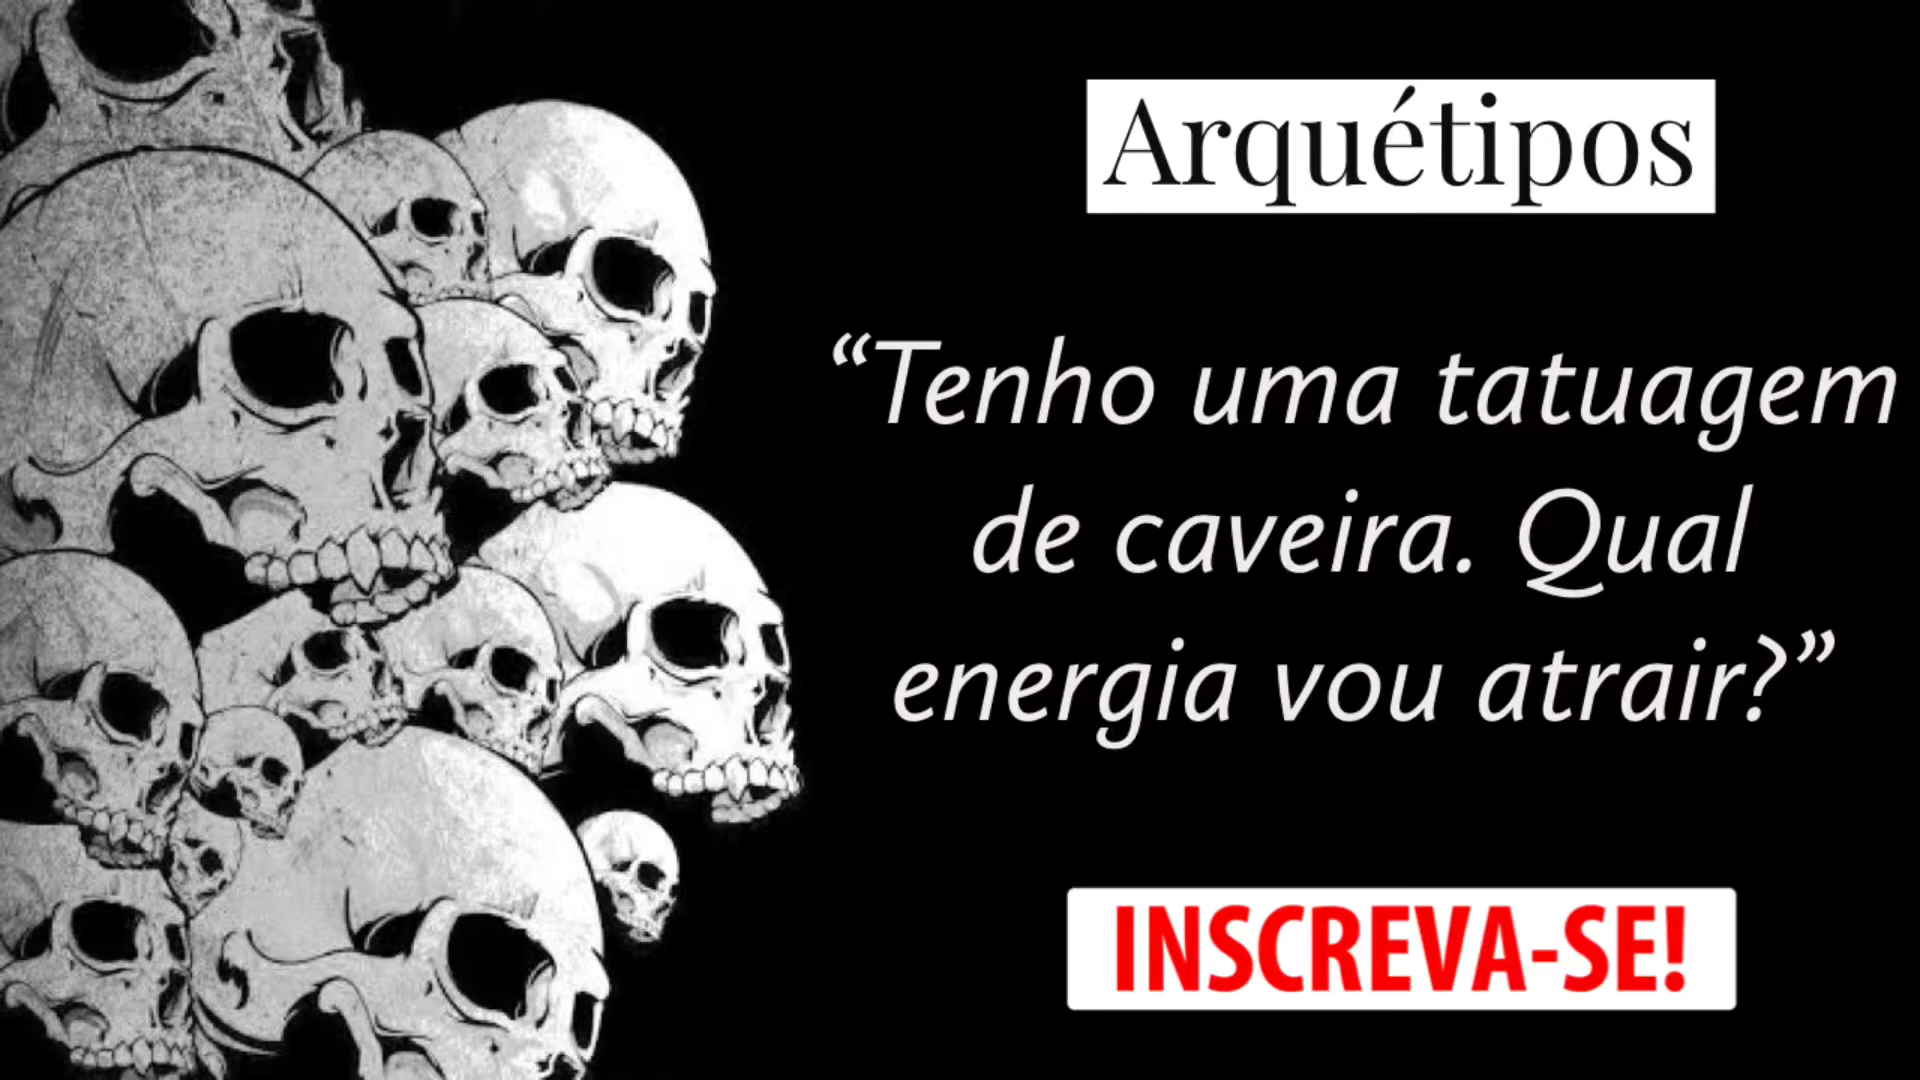 Arquétipos
“Tenho uma tatuagem
de caveira. Qual
energia vou atrair?”
INSCREVA-SE!